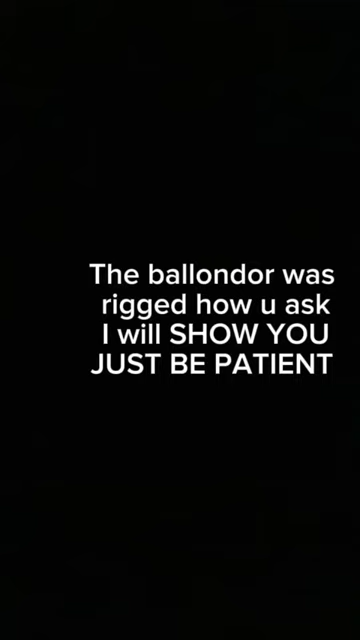 The ballondor was
rigged how u ask
I will SHOW YOU
JUST BE PATIENT